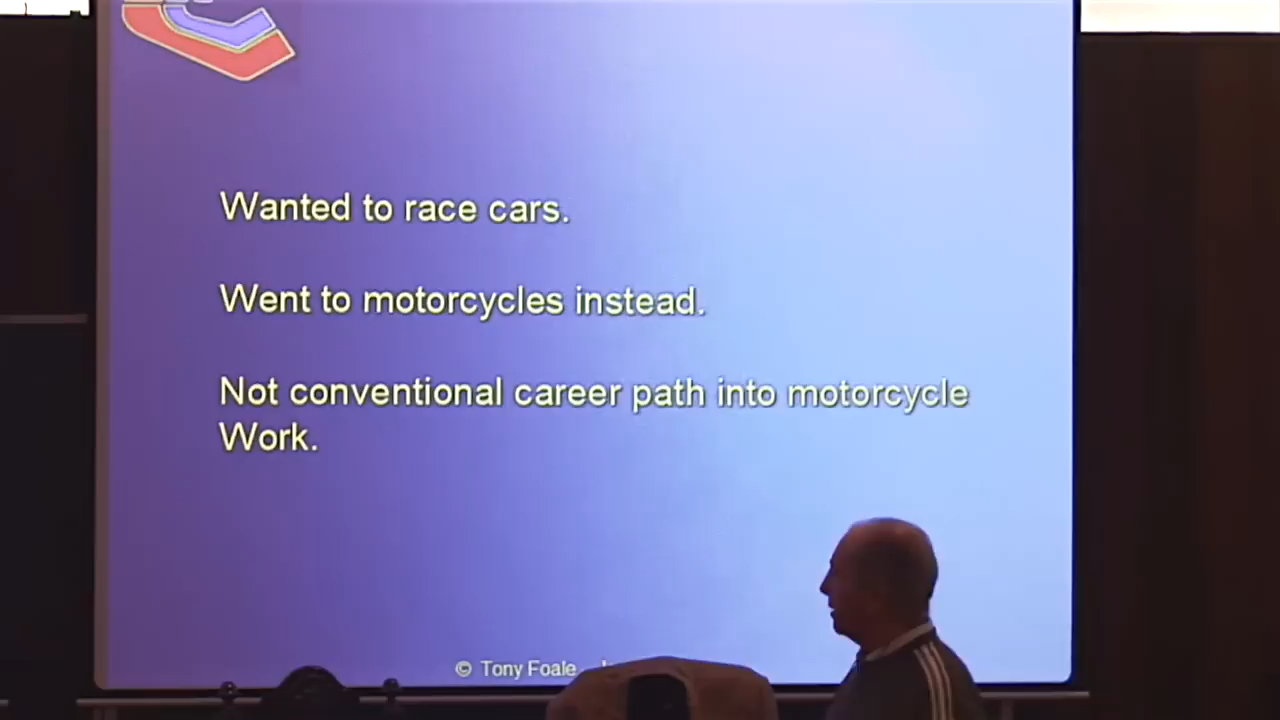 Wanted to race cars.
Went to motorcycles instead.
Not conventional career path into motorcycle
Work.
© Tony Foale